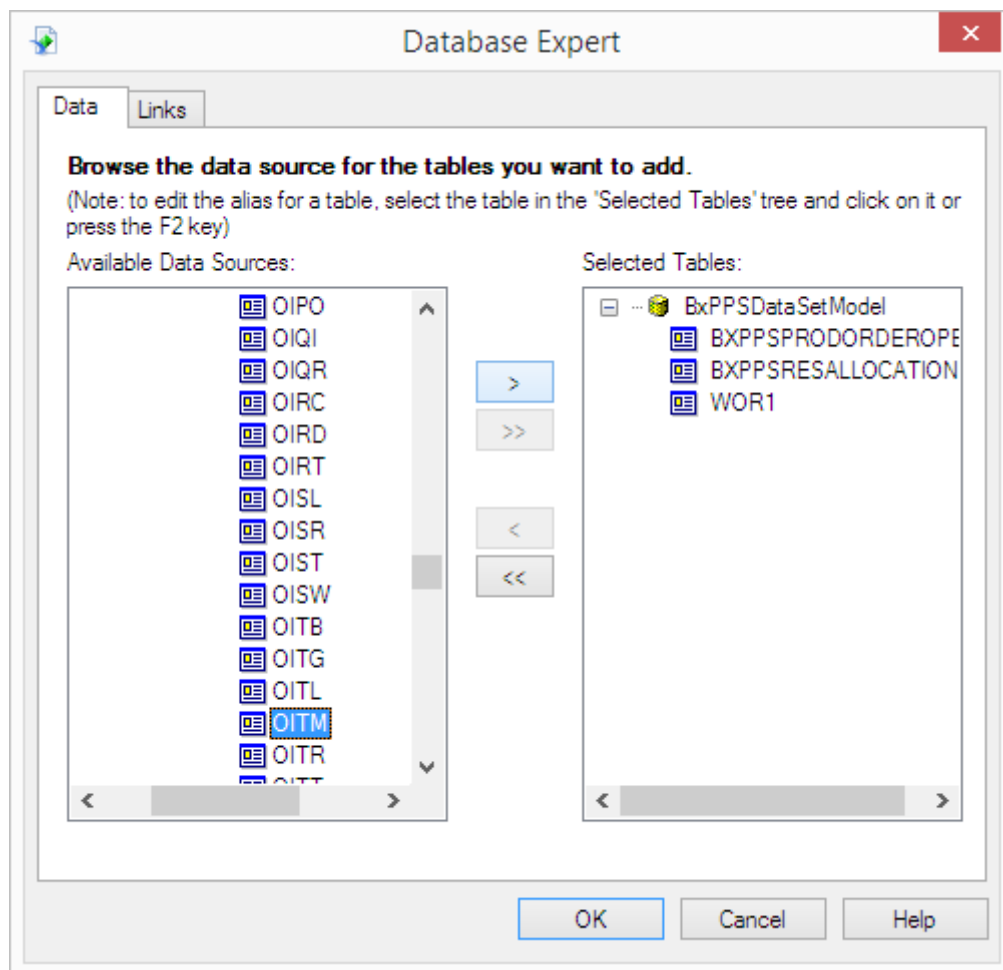 Database Expert
Data
Links
Browse the data source for the tables you want to add.
(Note: to edit the alias for a table, select the table in the 'Selected Tables' tree and click on it or
press the F2 key)
Available Data Sources:
Selected Tables:
OIPO
OIQI
OIQR
OIRC
OIRD
OIRT
OISL
OISR
OIST
OISW
OITB
OITG
OITL
OITM
OITR
OITT
>
>>
<
<<
BxPPSDataSetModel
BXPPSPRODORDEROPE
BXPPSRESALLOCATION
WOR1
OK
Cancel
Help